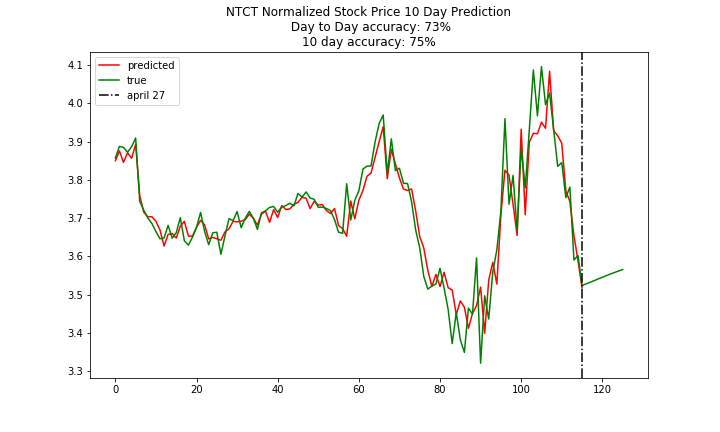 NTCT Normalized Stock Price 10 Day Prediction
Day to Day accuracy: 73%
10 day accuracy: 75%
predicted
true
april 27
4.1
4.0
3.9
3.8
3.7
3.6
3.5
3.4
3.3
0 20 40 60 80 100 120